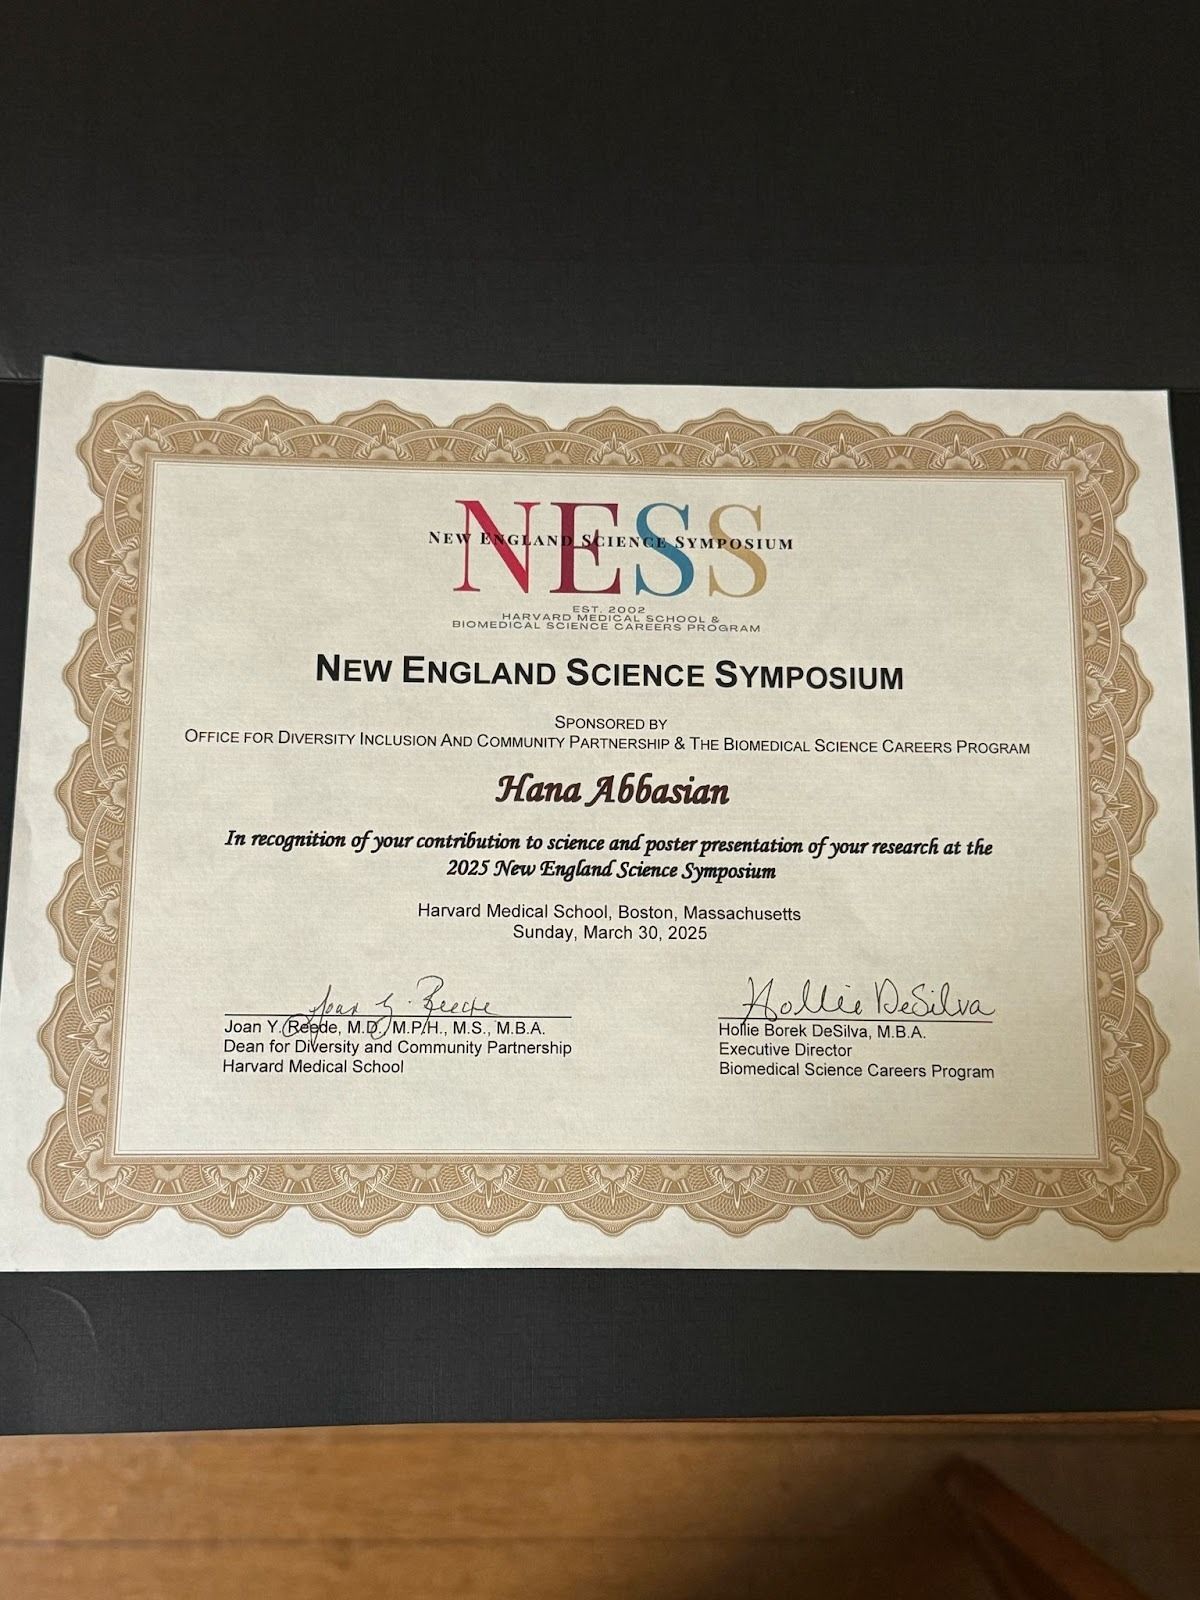 NESS
NEW ENGLAND SCIENCE SYMPOSIUM
EST. 2002
HARVARD MEDICAL SCHOOL &
BIOMEDICAL SCIENCE CAREERS PROGRAM
NEW ENGLAND SCIENCE SYMPOSIUM
SPONSORED BY
OFFICE FOR DIVERSITY INCLUSION AND COMMUNITY PARTNERSHIP & THE BIOMEDICAL SCIENCE CAREERS PROGRAM
Hana Abbasian
In recognition of your contribution to science and poster presentation of your research at the
2025 New England Science Symposium
Harvard Medical School, Boston, Massachusetts
Sunday, March 30, 2025
Joan Y. Reede
Joan Y. Reede, M.D., M.P.H., M.S., M.B.A.
Dean for Diversity and Community Partnership
Harvard Medical School
Hollie DeSilva
Hollie Borek DeSilva, M.B.A.
Executive Director
Biomedical Science Careers Program